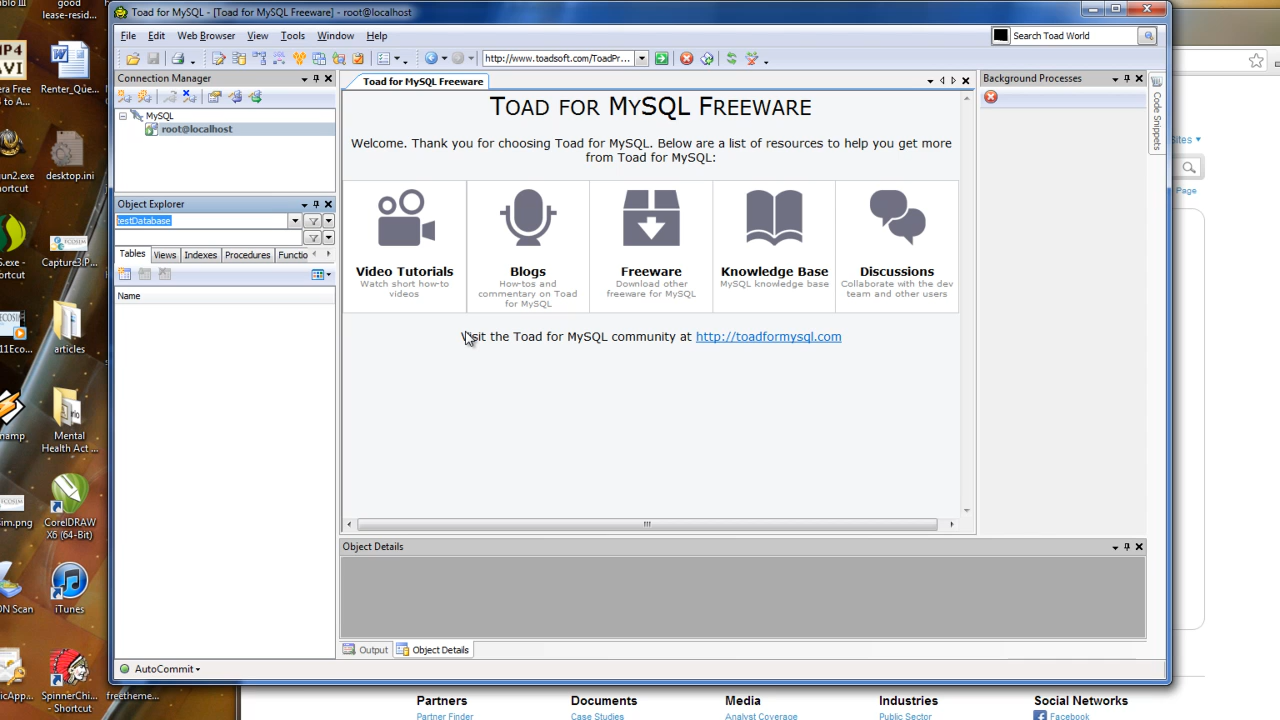 good
lease-resid...
MP4
AVI
Renter_Que...
desktop.ini
Capture3.P...
articles
Mental
Health Act ...
CorelDRAW
X6 (64-Bit)
iTunes
SpinnerChi...
- Shortcut
freetheme...
Toad for MySQL - [Toad for MySQL Freeware] - root@localhost
File Edit Web Browser View Tools Window Help
Search Toad World
http://www.toadsoft.com/ToadPr...
Connection Manager
MySQL
root@localhost
Object Explorer
testDatabase
Tables Views Indexes Procedures Functio
Name
Toad for MySQL Freeware
TOAD FOR MYSQL FREEWARE
Welcome. Thank you for choosing Toad for MySQL. Below are a list of resources to help you get more
from Toad for MySQL:
Video Tutorials
Watch short how-to
videos
Blogs
How-tos and
commentary on Toad
for MySQL
Freeware
Download other
freeware for MySQL
Knowledge Base
MySQL knowledge base
Discussions
Collaborate with the dev
team and other users
Visit the Toad for MySQL community at http://toadformysql.com
Background Processes
Code Snippets
Object Details
Output Object Details
AutoCommit
Sites
Page
Partners Documents Media Industries Social Networks
Partner Finder Case Studies Analyst Coverage Public Sector Facebook